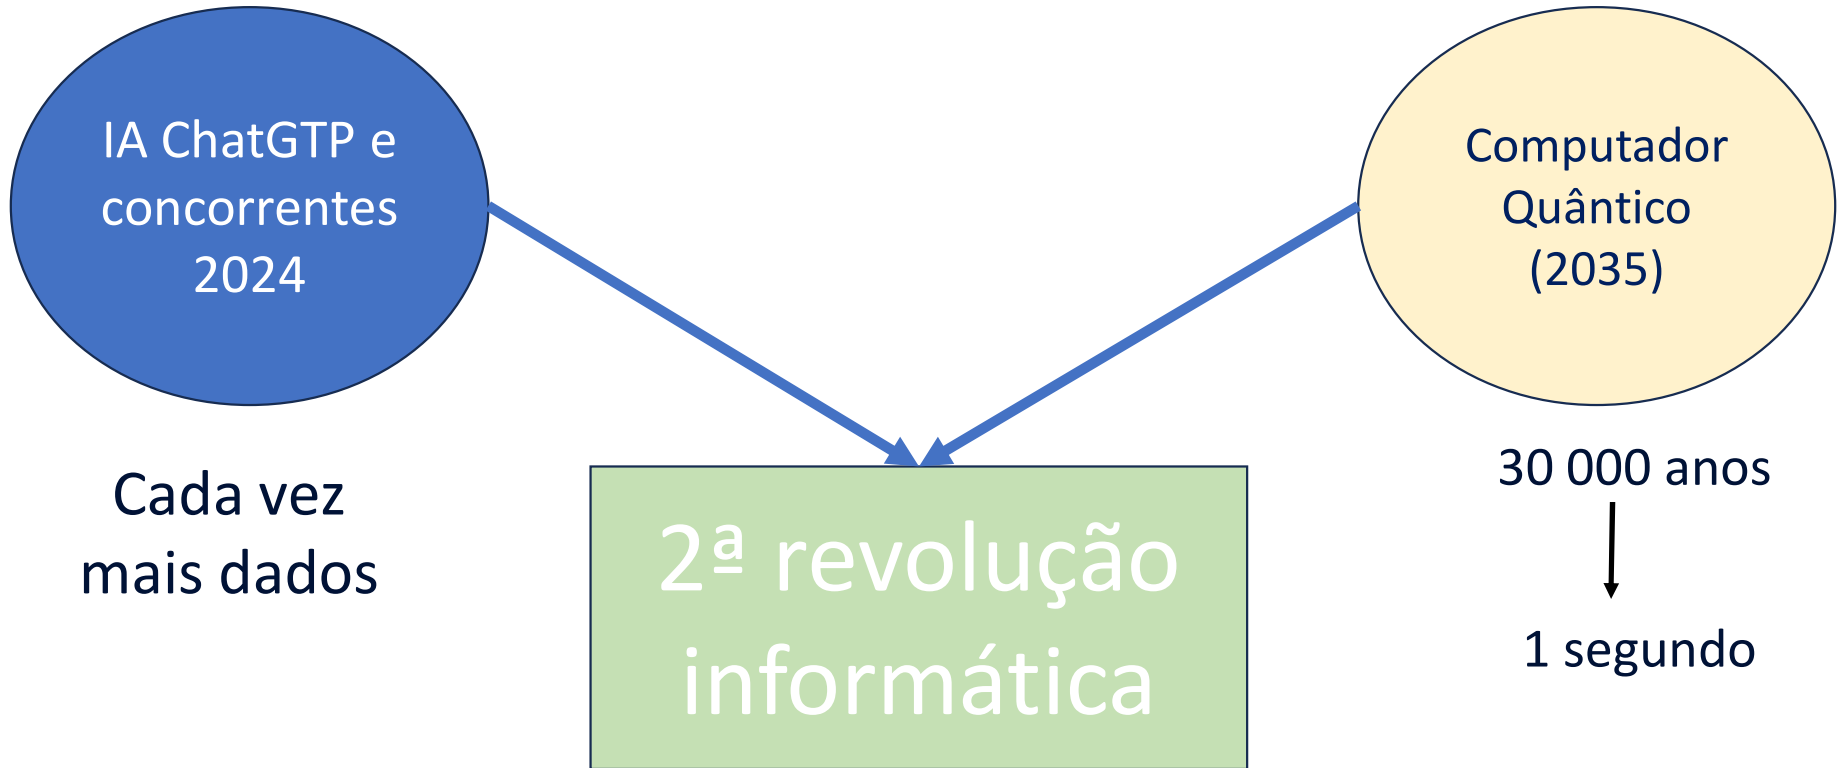 IA ChatGTP e
concorrentes
2024
Computador
Quântico
(2035)
Cada vez
mais dados
2ª revolução
informática
30 000 anos
1 segundo